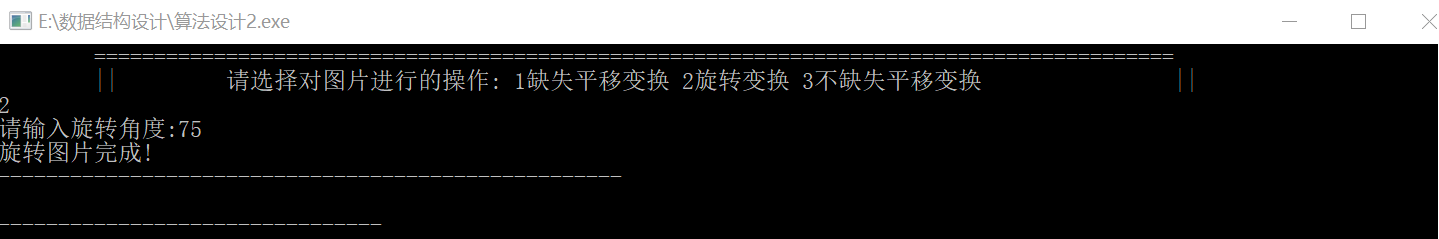 E:\数据结构设计\算法设计2.exe
==========================================================================================
||         请选择对图片进行的操作: 1缺失平移变换 2旋转变换 3不缺失平移变换                ||
2
请输入旋转角度:75
旋转图片完成!
----------------------------------------------------
--------------------------------